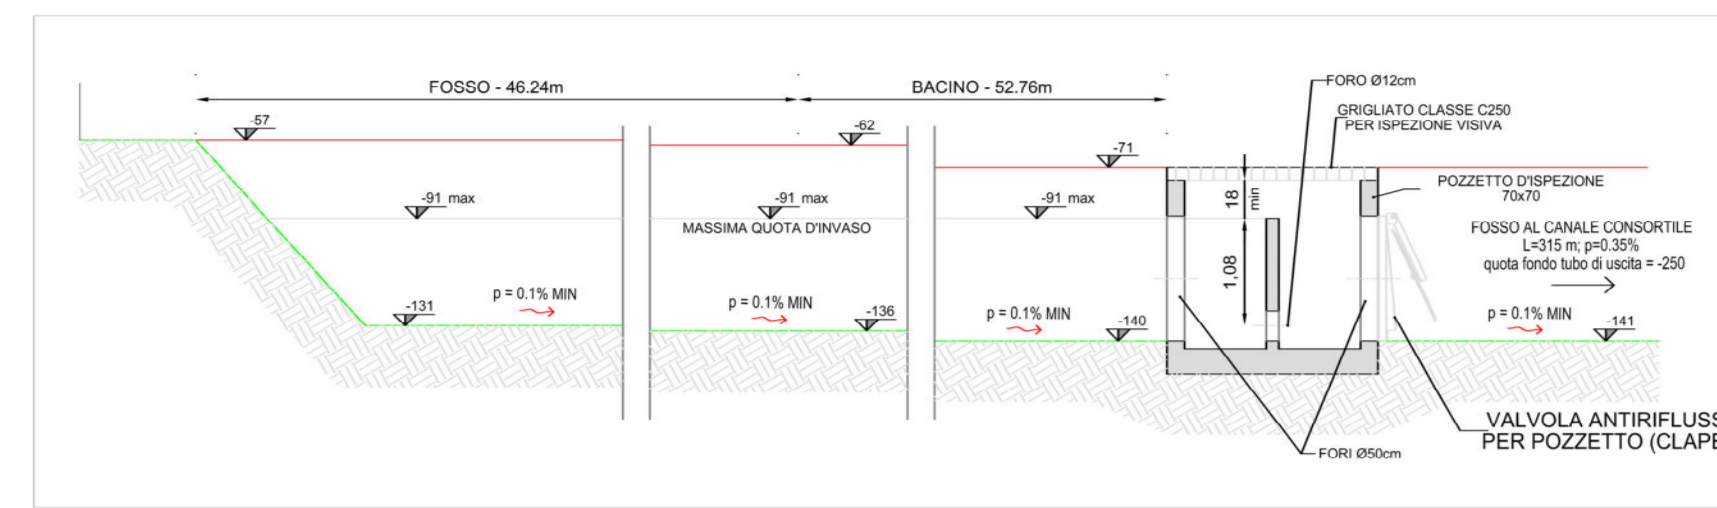 FOSSO - 46.24m
BACINO - 52.76m
FORO Ø12cm
GRIGLIATO CLASSE C250
PER ISPEZIONE VISIVA
-57
-62
-71
POZZETTO D'ISPEZIONE
70x70
-91 max
-91 max
-91 max
18
min
MASSIMA QUOTA D'INVASO
FOSSO AL CANALE CONSORTILE
L=315 m; p=0.35%
quota fondo tubo di uscita = -250
1,08
p = 0.1% MIN
p = 0.1% MIN
p = 0.1% MIN
p = 0.1% MIN
-131
-136
-140
-141
VALVOLA ANTIRIFLUSS
PER POZZETTO (CLAPE
FORI Ø50cm